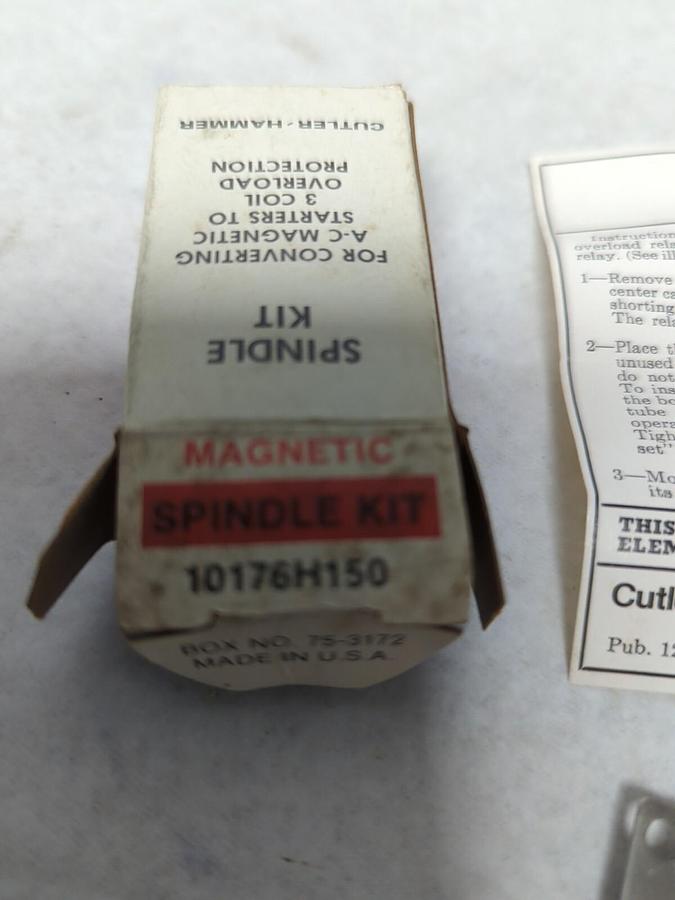 SPINDLE
KIT
FOR CONVERTING
A-C MAGNETIC
STARTERS TO
3 COIL
OVERLOAD
PROTECTION
CUTLER-HAMMER
MAGNETIC
SPINDLE KIT
10176H150
BOX NO. 75-3172
MADE IN U.S.A.
Instruction
overload rela
relay. (See ill
1—Remove
center ca
shorting
The rela
2—Place t
unused
do not
To ins
the bo
tube
opera
Tigh
set"
3—Mo
its
THIS
ELEM
Cutl
Pub. 12